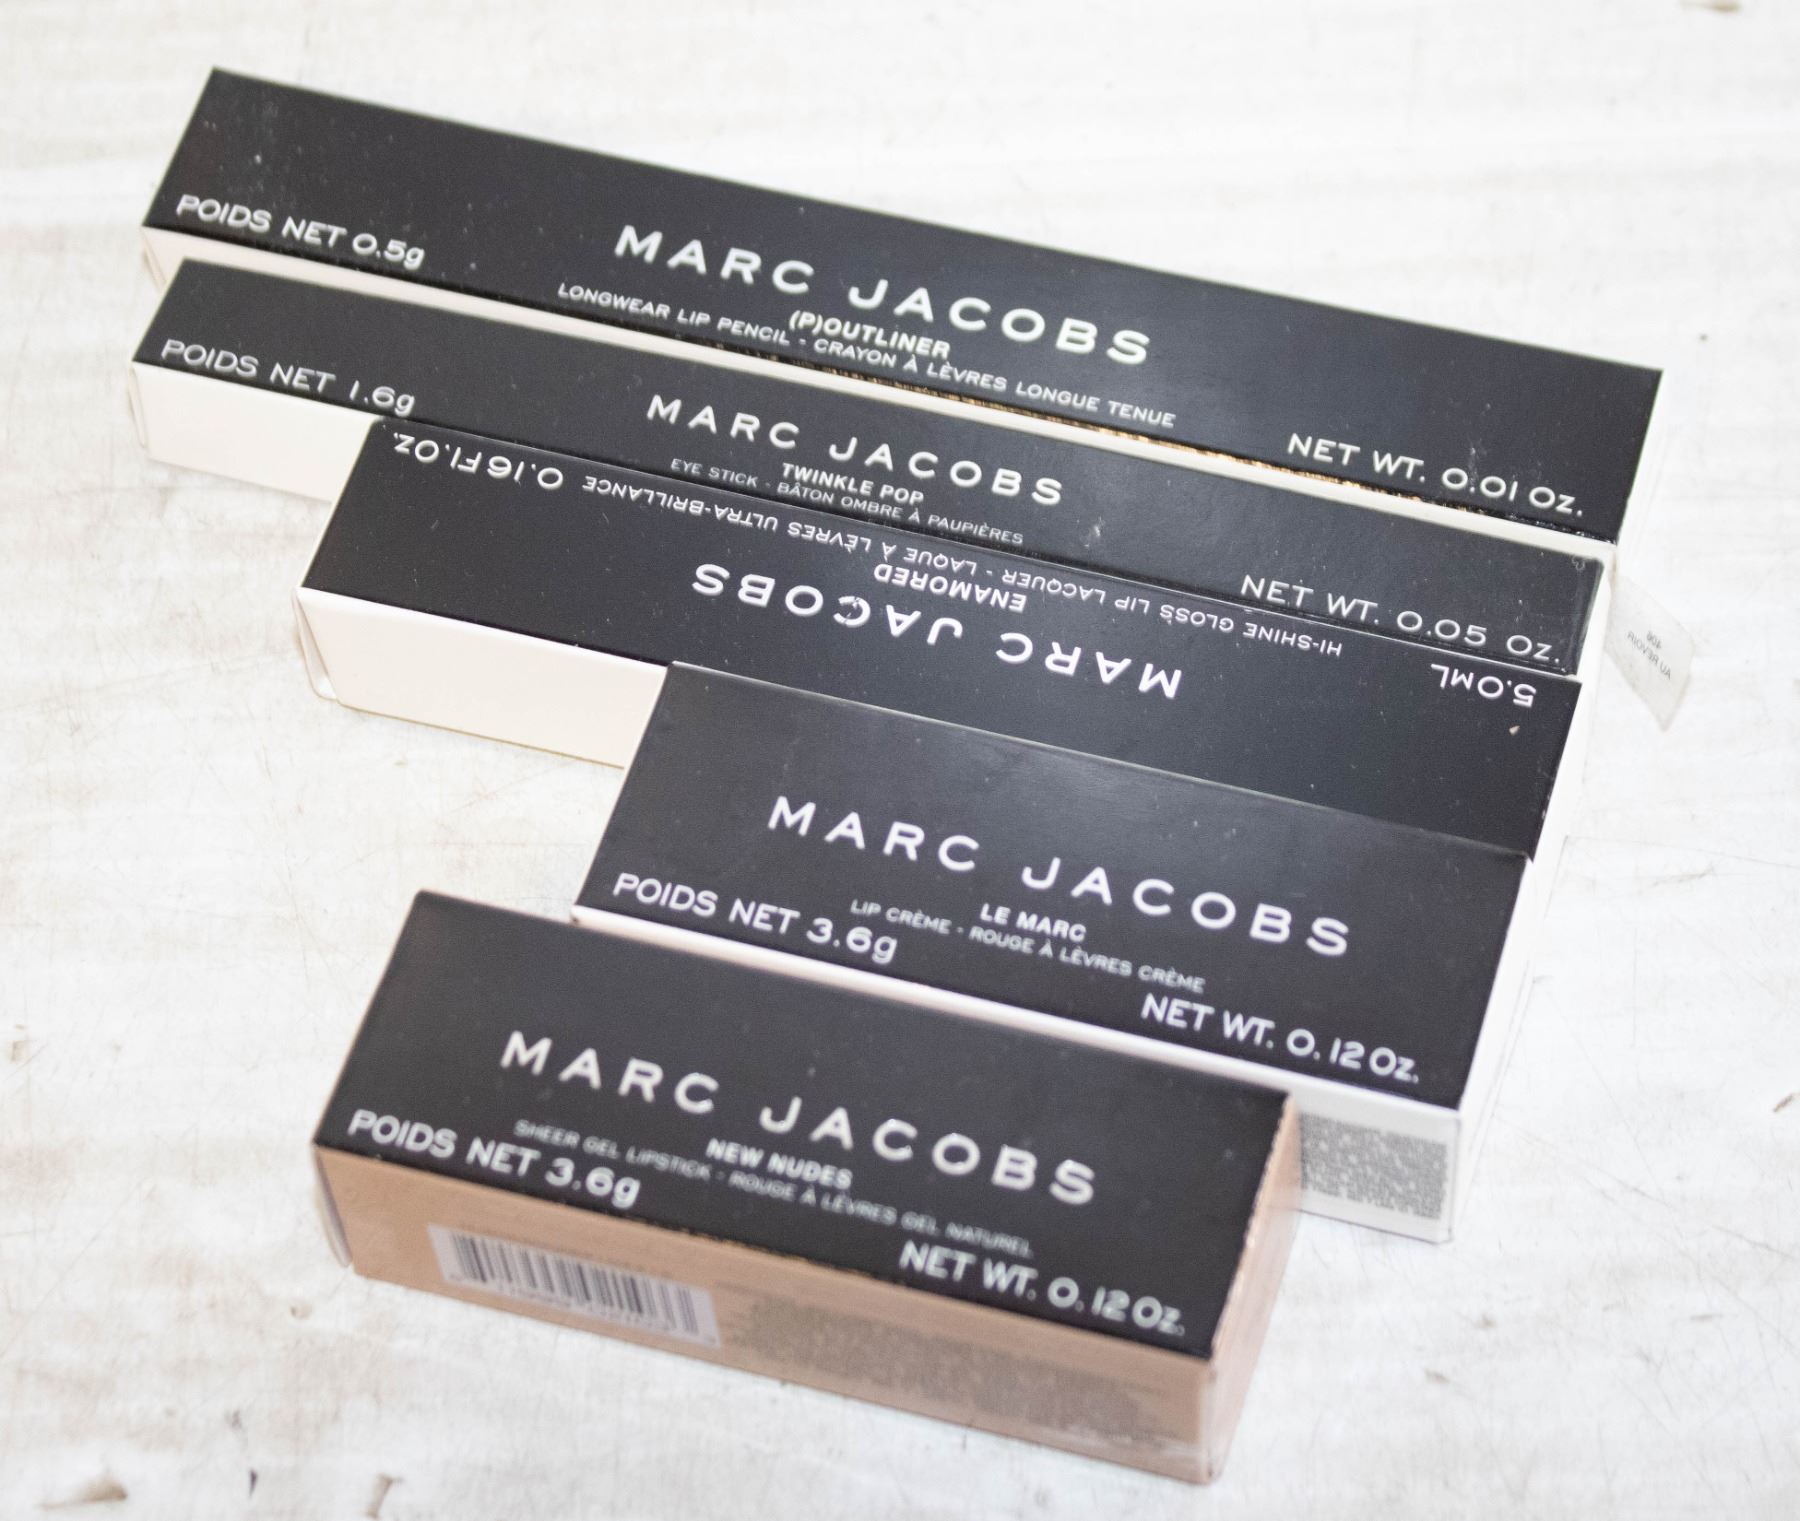 MARC JACOBS
(P)OUTLINER
LONGWEAR LIP PENCIL - CRAYON À LÈVRES LONGUE TENUE
POIDS NET 0.5g
NET WT. 0.01 Oz.
MARC JACOBS
TWINKLE POP
EYE STICK - BÂTON OMBRE À PAUPIÈRES
POIDS NET 1.6g
NET WT. 0.05 Oz.
MARC JACOBS
ENAMORED
HI-SHINE GLOSS LIP LACQUER - LAQUE À LÈVRES ULTRA-BRILLANCE
5.0ML
0.16 Fl.Oz.
AU REVOIR
MARC JACOBS
LE MARC
LIP CRÈME - ROUGE À LÈVRES CRÈME
POIDS NET 3.6g
NET WT. 0.12 Oz.
MARC JACOBS
NEW NUDES
SHEER GEL LIPSTICK - ROUGE À LÈVRES GEL NATUREL
POIDS NET 3.6g
NET WT. 0.12 Oz.